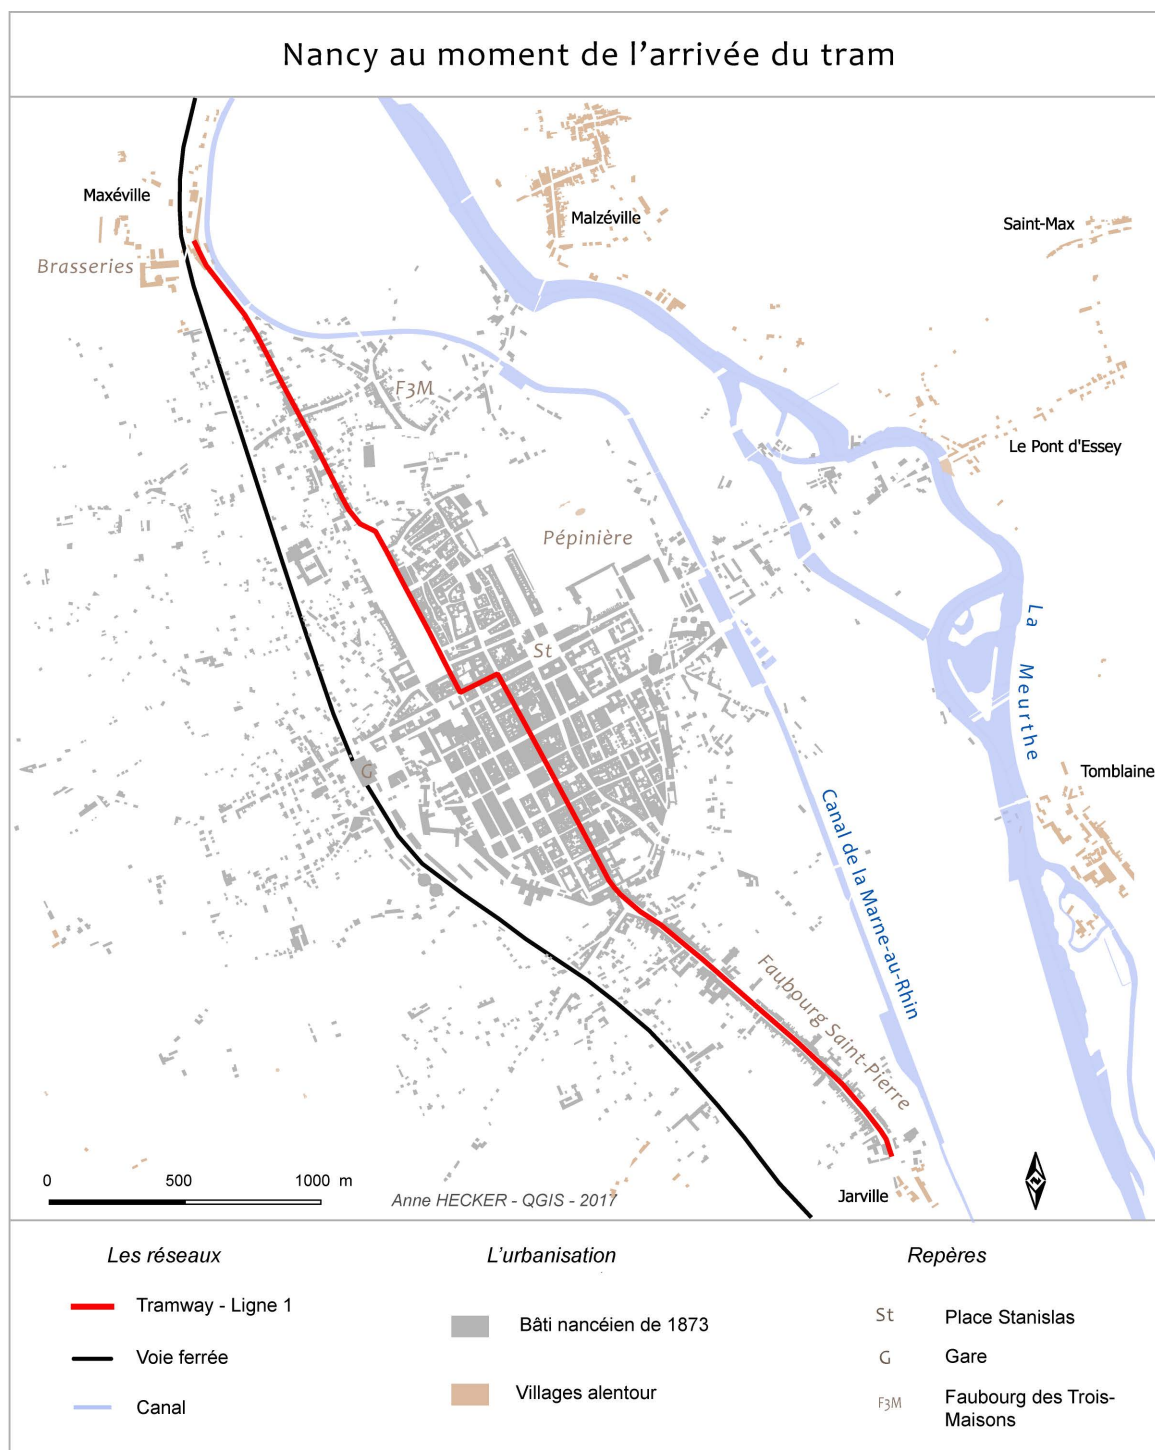 Nancy au moment de l'arrivée du tram
Maxéville
Malzéville
Saint-Max
Brasseries
F3M
Le Pont d'Essey
Pépinière
St
La Meurthe
G
Tomblaine
Canal de la Marne-au-Rhin
Faubourg Saint-Pierre
0 500 1000 m
Anne HECKER - QGIS - 2017
Jarville
N
Les réseaux
Tramway - Ligne 1
Voie ferrée
Canal
L'urbanisation
Bâti nancéien de 1873
Villages alentour
Repères
St Place Stanislas
G Gare
F3M Faubourg des Trois-
Maisons